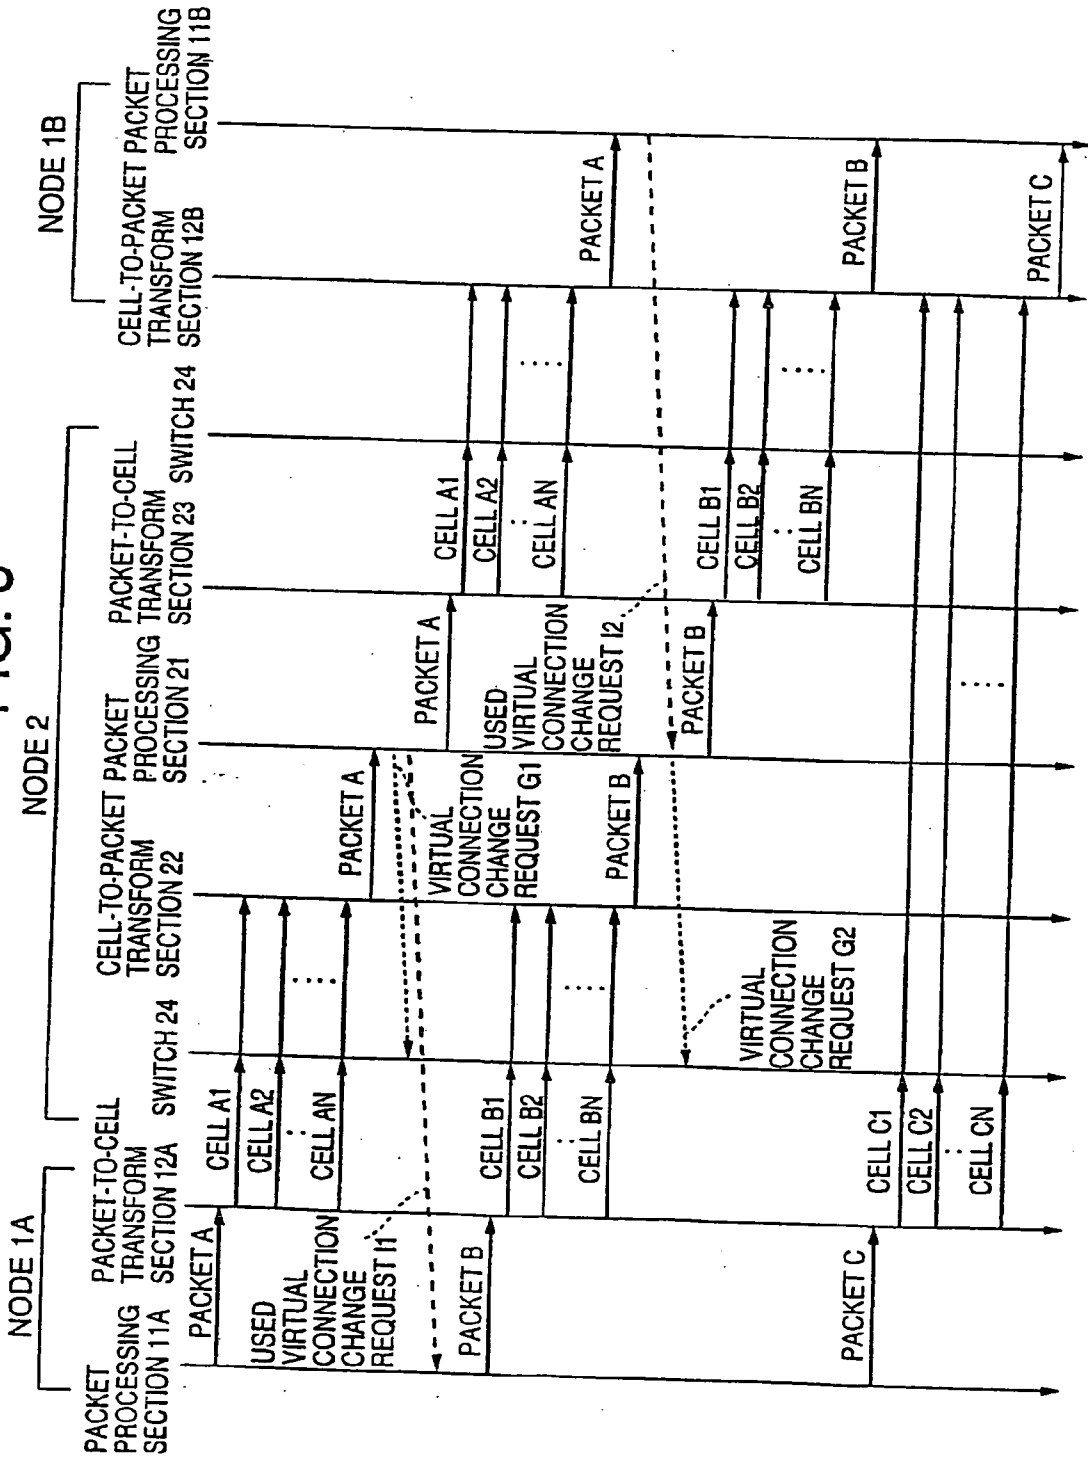 NODE 1A
NODE 2
NODE 1B
PACKET
PROCESSING
SECTION 11A
PACKET-TO-CELL
TRANSFORM
SECTION 12A
SWITCH 24
CELL-TO-PACKET
TRANSFORM
SECTION 22
PACKET
PROCESSING
SECTION 21
PACKET-TO-CELL
TRANSFORM
SECTION 23
SWITCH 24
CELL-TO-PACKET
TRANSFORM
SECTION 12B
PACKET
PROCESSING
SECTION 11B
PACKET A
CELL A1
CELL A2
CELL AN
PACKET A
PACKET A
CELL A1
CELL A2
CELL AN
PACKET A
USED
VIRTUAL
CONNECTION
CHANGE
REQUEST I1
VIRTUAL
CONNECTION
CHANGE
REQUEST G1
USED
VIRTUAL
CONNECTION
CHANGE
REQUEST I2
PACKET B
CELL B1
CELL B2
CELL BN
PACKET B
PACKET B
CELL B1
CELL B2
CELL BN
PACKET B
VIRTUAL
CONNECTION
CHANGE
REQUEST G2
PACKET C
CELL C1
CELL C2
CELL CN
PACKET C